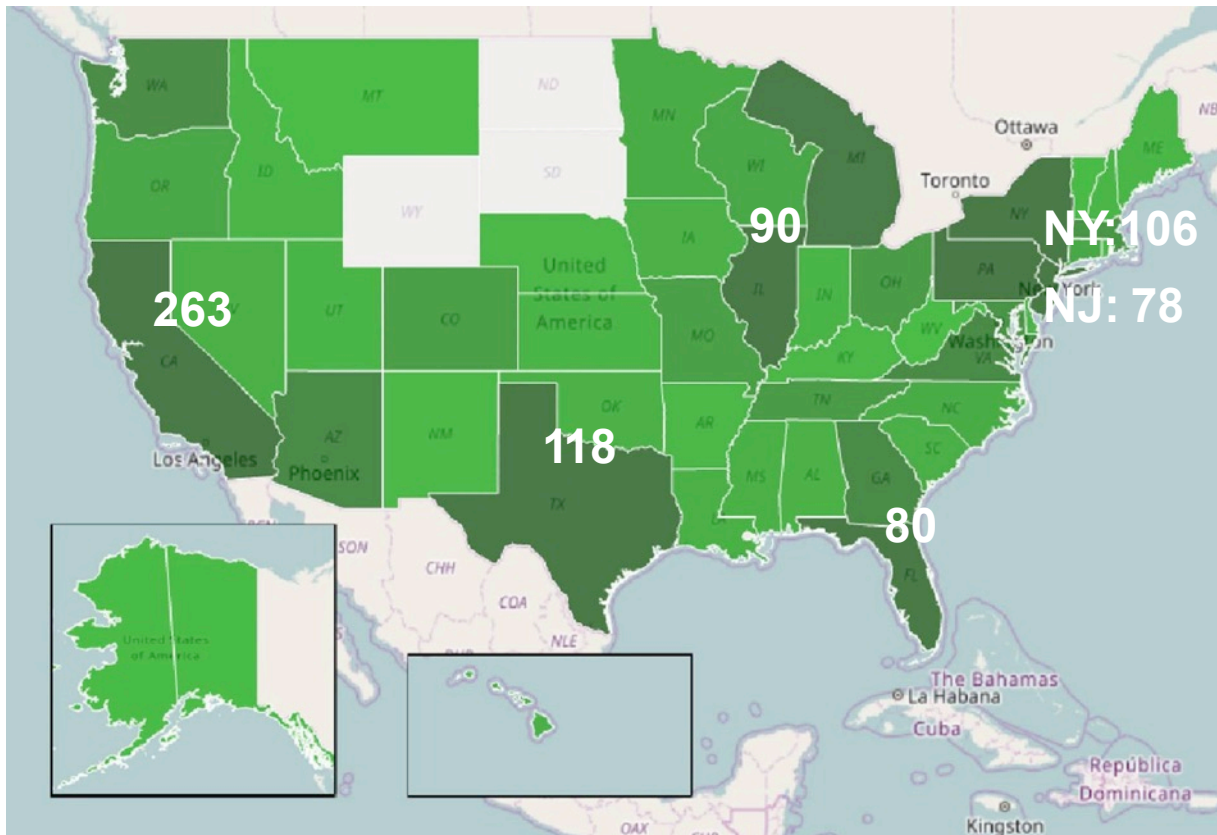 NB
Ottawa
Toronto
WA
MT
ND
MN
ME
OR
ID
SD
WI
MI
NY
WY
90
NY:106
IA
United
States of
America
263
UT
CO
IL
IN
OH
PA
New York
NJ: 78
MO
WV
Washington
VA
KY
CA
Los Angeles
AZ
Phoenix
NM
118
OK
AR
TN
NC
SC
TX
MS
AL
GA
LA
80
FL
SON
CHH
COA
NLE
United States
of America
The Bahamas
La Habana
Cuba
República
Dominicana
Kingston
OAX